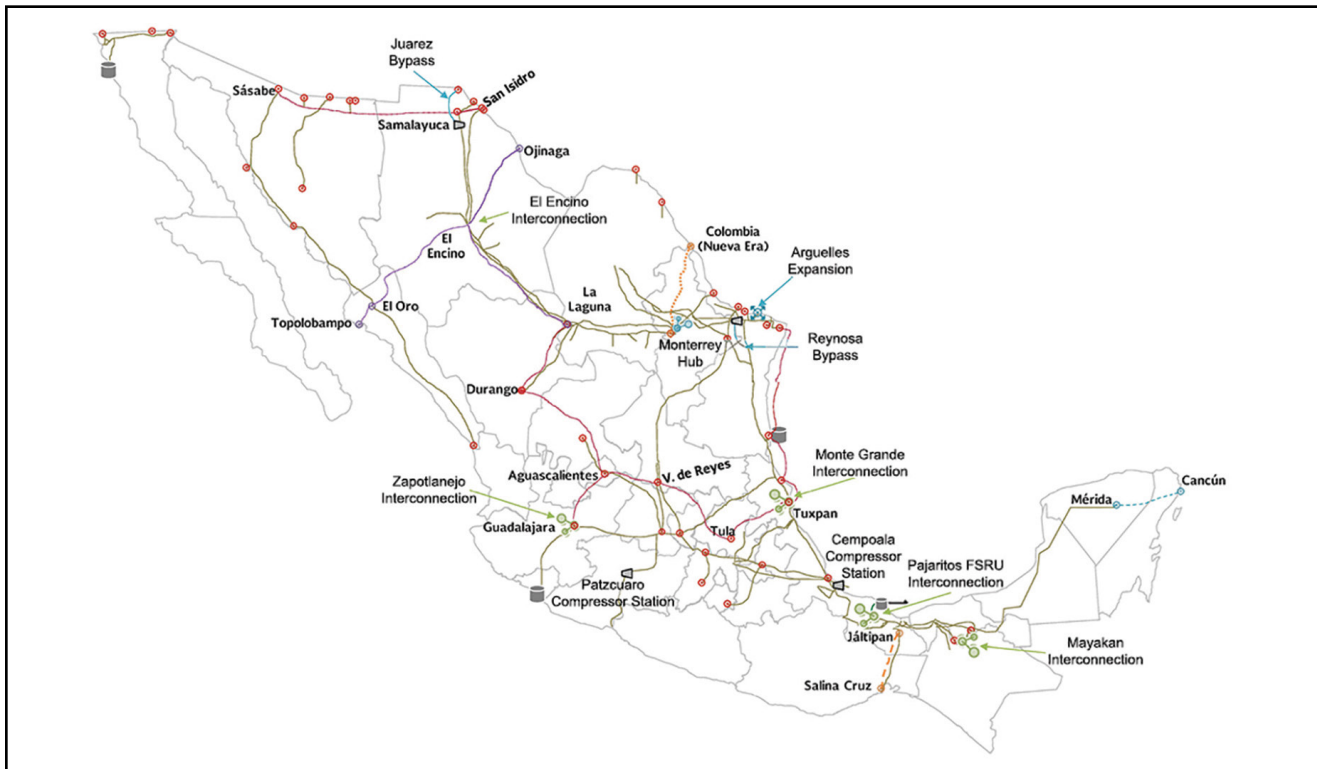 Juarez
Bypass
Sásabe
San Isidro
Samalayuca
Ojinaga
El Encino
Interconnection
El
Encino
Colombia
(Nueva Era)
Arguelles
Expansion
La
Laguna
El Oro
Topolobampo
Monterrey
Hub
Reynosa
Bypass
Durango
Monte Grande
Interconnection
Zapotlanejo
Interconnection
Aguascalientes
V. de Reyes
Cancún
Mérida
Guadalajara
Tula
Tuxpan
Cempoala
Compressor
Station
Pajaritos FSRU
Interconnection
Patzcuaro
Compressor Station
Jáltipan
Mayakan
Interconnection
Salina Cruz